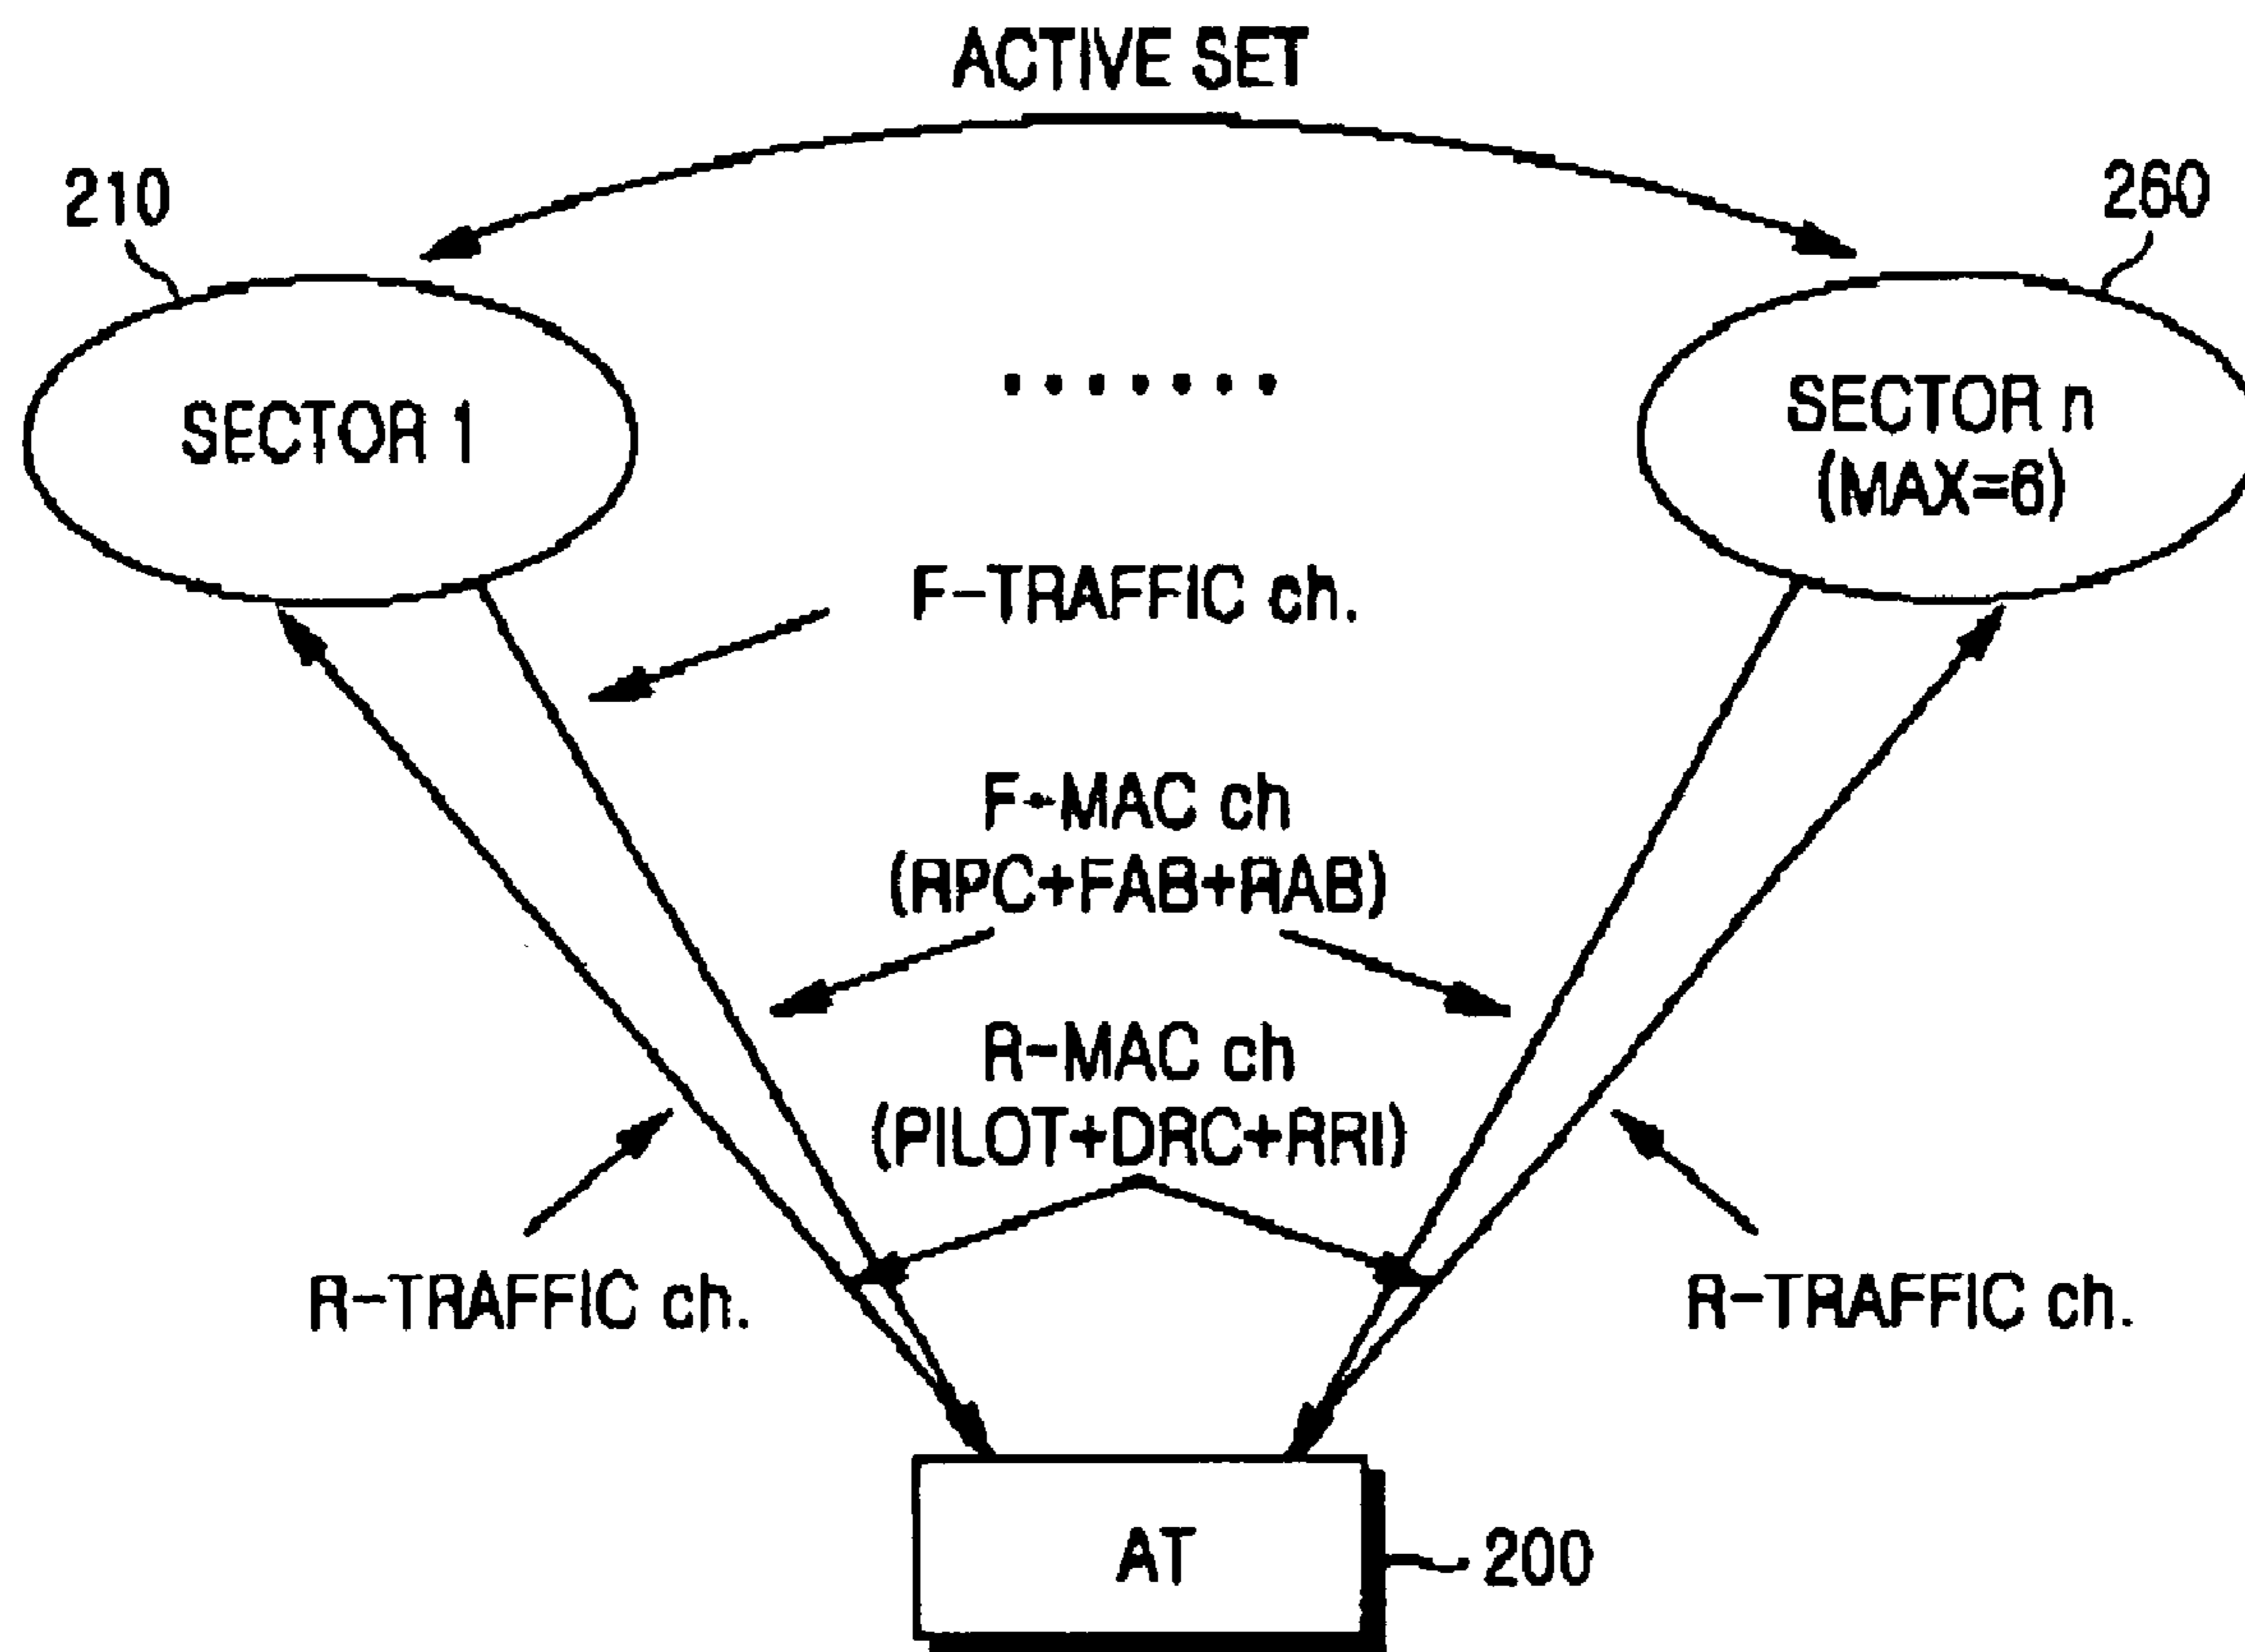 ACTIVE SET
210
260
SECTOR 1
.......
SECTOR n
(MAX=6)
F-TRAFFIC ch.
F-MAC ch
(RPC+FAB+RAB)
R-MAC ch
(PILOT+DRC+RRI)
R-TRAFFIC ch.
R-TRAFFIC ch.
AT
200